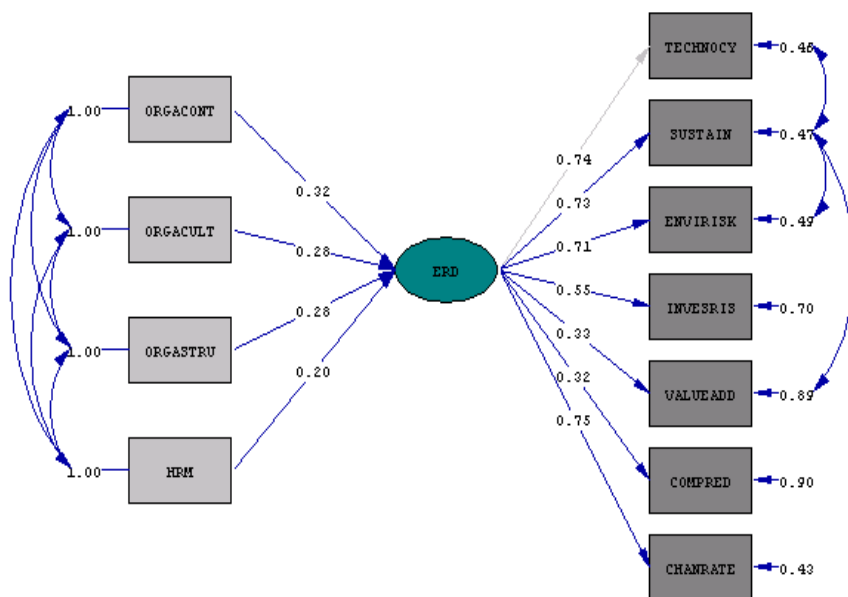 TECHNOCY
1.00 ORGACONT
SUSTAIN 0.47
0.74
0.32
0.73
1.00 ORGACULT
ENVIRISK 0.49
0.28
0.71
ERD
0.55
INVESRIS 0.70
0.28
0.33
1.00 ORGASTRU
0.20
0.32
VALUEADD 0.89
0.75
1.00 HRM
COMPRED 0.90
CHANRATE 0.43